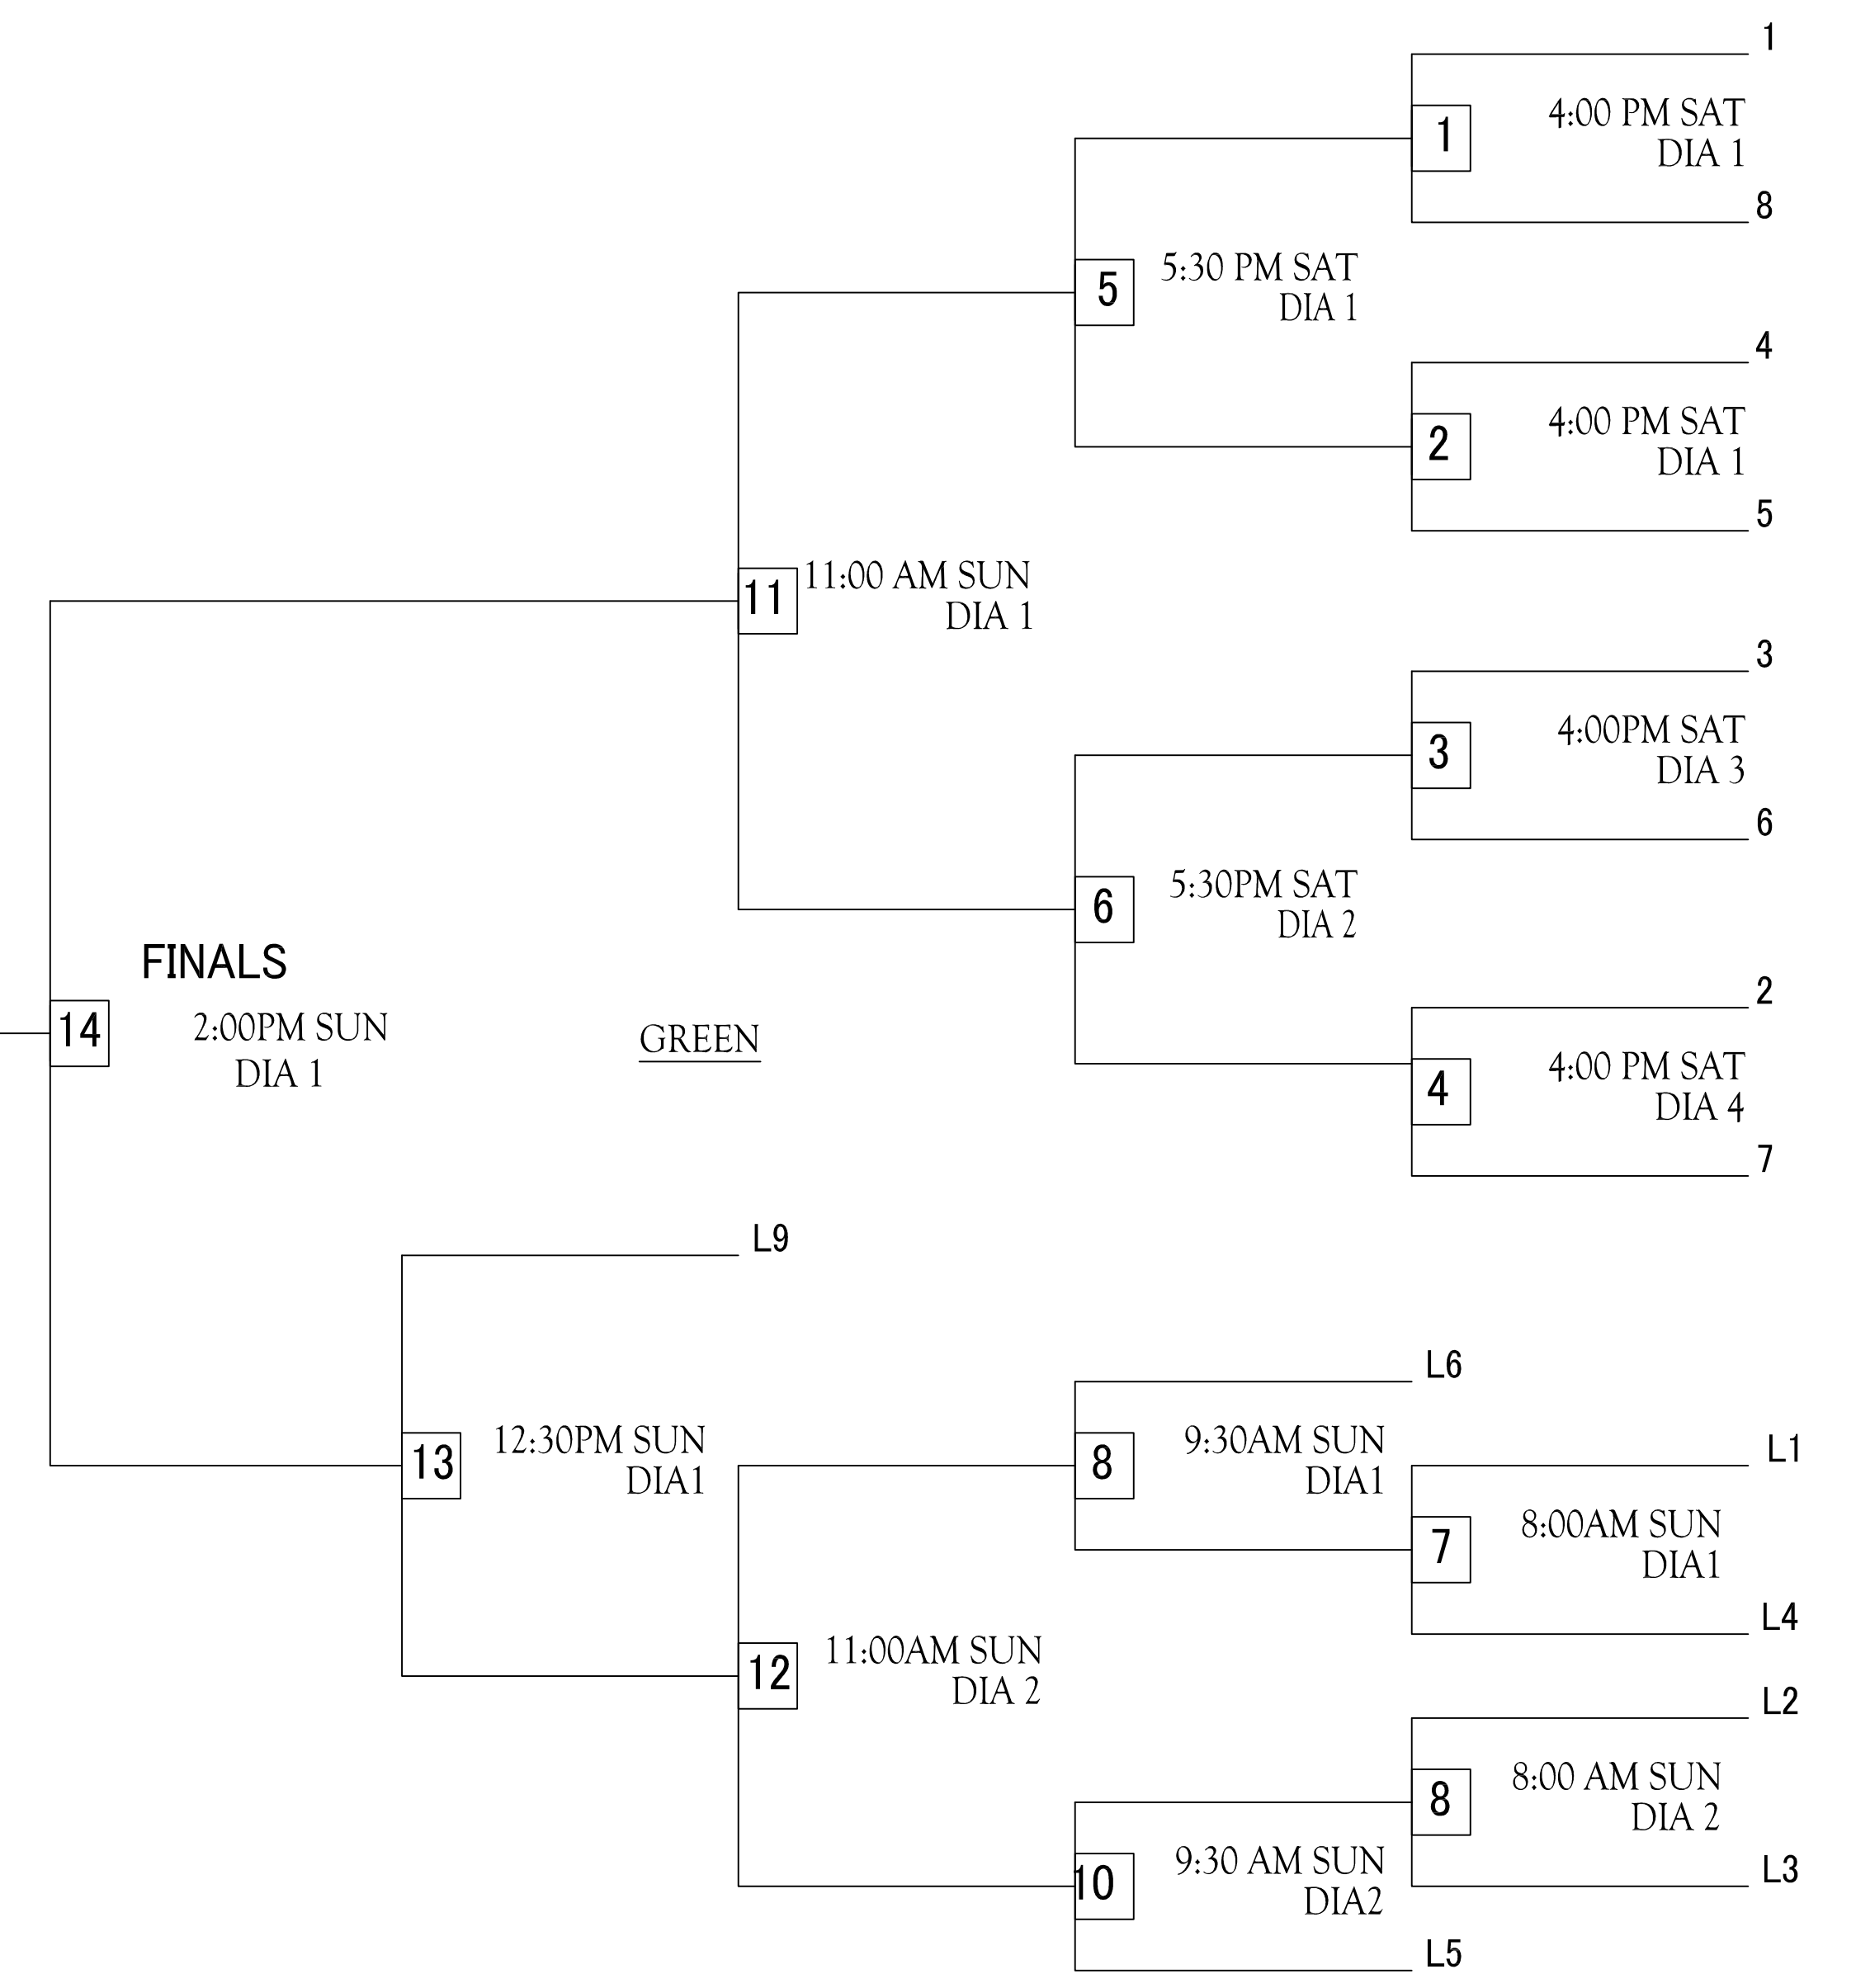 1
1
4:00 PM SAT
DIA 1
8
5
5:30 PM SAT
DIA 1
4
2
4:00 PM SAT
DIA 1
5
11
11:00 AM SUN
DIA 1
3
3
4:00PM SAT
DIA 3
6
6
5:30PM SAT
DIA 2
2
4
4:00 PM SAT
DIA 4
7
FINALS
14
2:00PM SUN
DIA 1
GREEN
L9
13
12:30PM SUN
DIA1
L6
8
9:30AM SUN
DIA1
L1
7
8:00AM SUN
DIA1
L4
12
11:00AM SUN
DIA 2
L2
8
8:00 AM SUN
DIA 2
L3
10
9:30 AM SUN
DIA2
L5